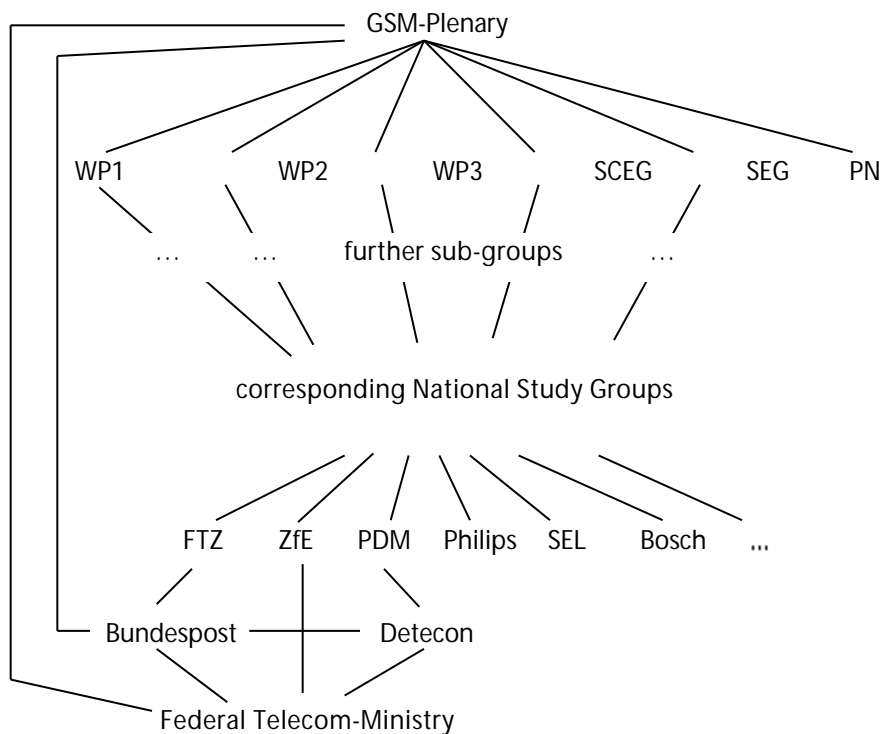 GSM-Plenary
WP1 WP2 WP3 SCEG SEG PN
... ... further sub-groups ...
corresponding National Study Groups
FTZ ZfE PDM Philips SEL Bosch ...
Bundespost Detecon
Federal Telecom-Ministry